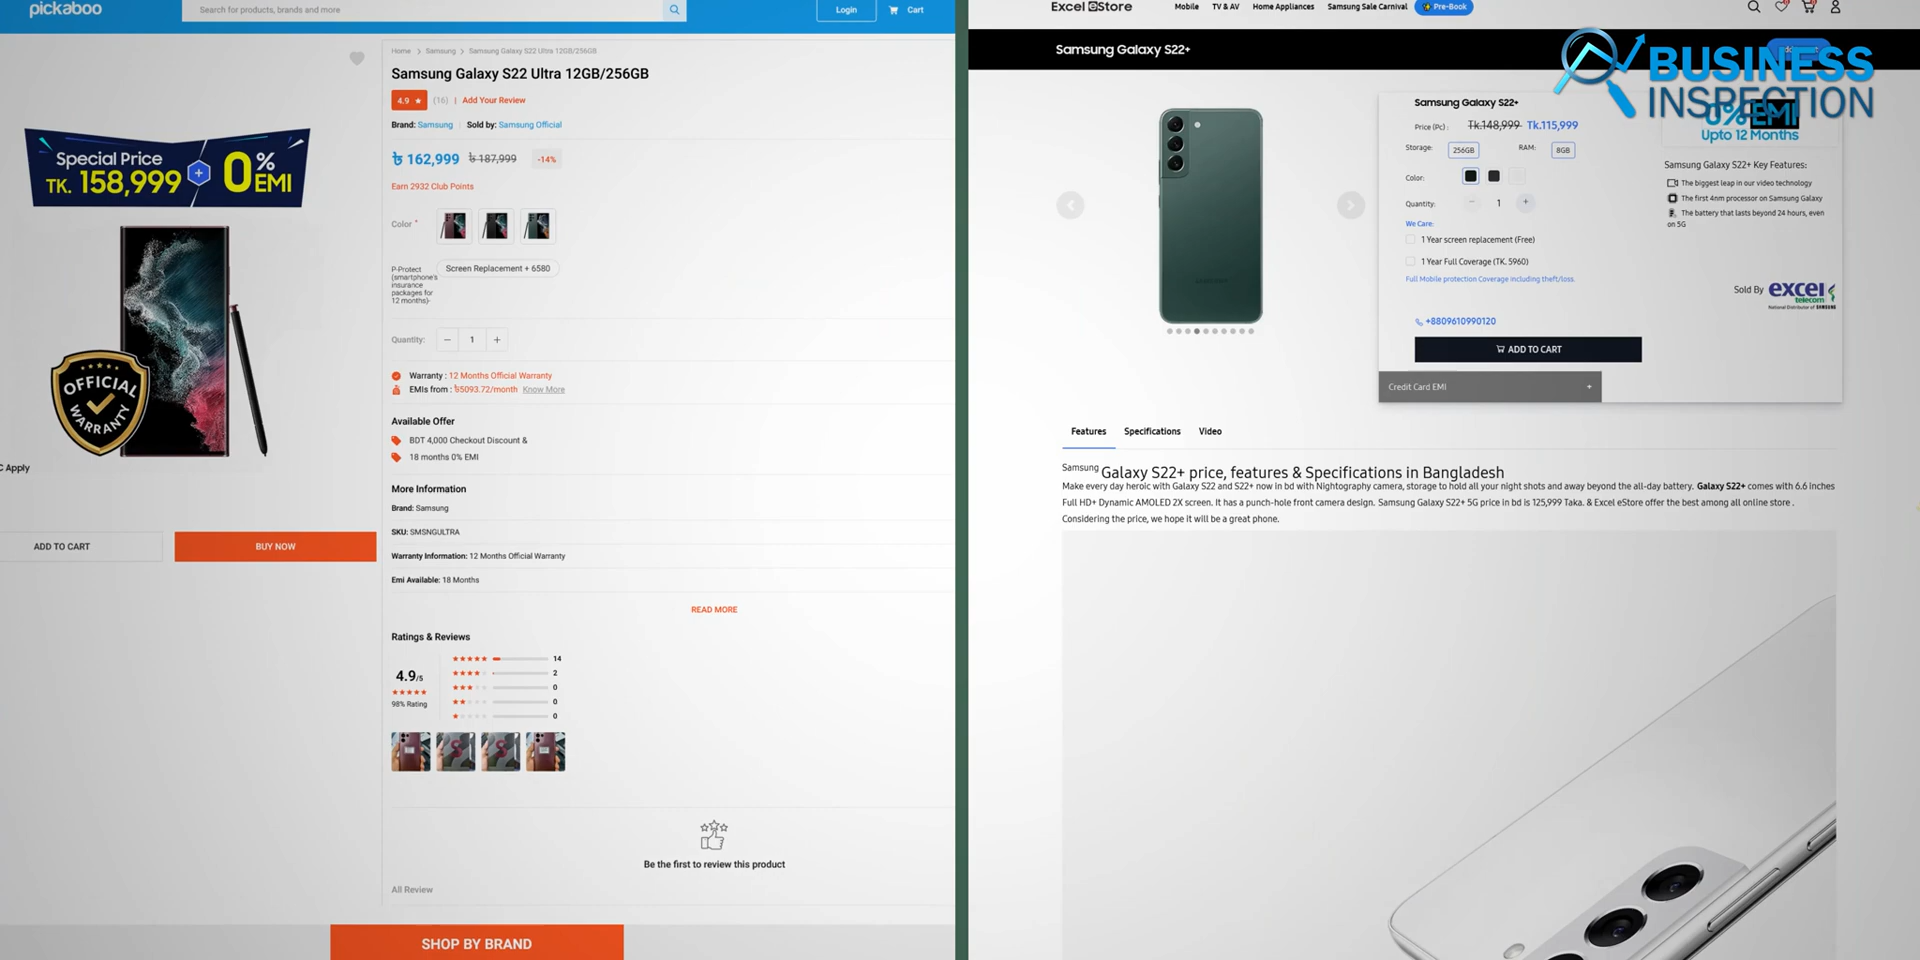 pickaboo
Search for products, brands and more
Login
Cart
Home > Samsung > Samsung Galaxy S22 Ultra 12GB/256GB
Samsung Galaxy S22 Ultra 12GB/256GB
4.9 ★ (16) | Add Your Review
Brand: Samsung | Sold by: Samsung Official
৳ 162,999 ৳ 187,999 -14%
Earn 2932 Club Points
Color *
P-Protect
(smartphone's
insurance
packages for
12 months)-
Screen Replacement + 6580
Quantity: − 1 +
Warranty : 12 Months Official Warranty
EMIs from : ৳5093.72/month Know More
Available Offer
BDT 4,000 Checkout Discount &
18 months 0% EMI
More Information
Brand: Samsung
SKU: SMSNGULTRA
Warranty Information: 12 Months Official Warranty
Emi Available: 18 Months
READ MORE
Ratings & Reviews
4.9/5
98% Rating
14
2
0
0
0
Be the first to review this product
All Review
SHOP BY BRAND
Special Price
TK. 158,999 + 0% EMI
OFFICIAL
WARRANTY
C Apply
ADD TO CART
BUY NOW
Excel eStore
Mobile TV & AV Home Appliances Samsung Sale Carnival Pre-Book
Samsung Galaxy S22+
BUSINESS
INSPECTION
Samsung Galaxy S22+
Price (Pc) : Tk.148,999 Tk.115,999
Storage: 256GB RAM: 8GB
Color:
Quantity: − 1 +
We Care:
1 Year screen replacement (Free)
1 Year Full Coverage (TK. 5960)
Full Mobile protection Coverage including theft/loss.
+8809610990120
ADD TO CART
Credit Card EMI +
0% EMI
Upto 12 Months
Samsung Galaxy S22+ Key Features:
The biggest leap in our video technology
The first 4nm processor on Samsung Galaxy
The battery that lasts beyond 24 hours, even
on 5G
Sold By excel
telecom
National Distributor of SAMSUNG
Features Specifications Video
Samsung Galaxy S22+ price, features & Specifications in Bangladesh
Make every day heroic with Galaxy S22 and S22+ now in bd with Nightography camera, storage to hold all your night shots and away beyond the all-day battery. Galaxy S22+ comes with 6.6 inches
Full HD+ Dynamic AMOLED 2X screen. It has a punch-hole front camera design. Samsung Galaxy S22+ 5G price in bd is 125,999 Taka. & Excel eStore offer the best among all online store .
Considering the price, we hope it will be a great phone.